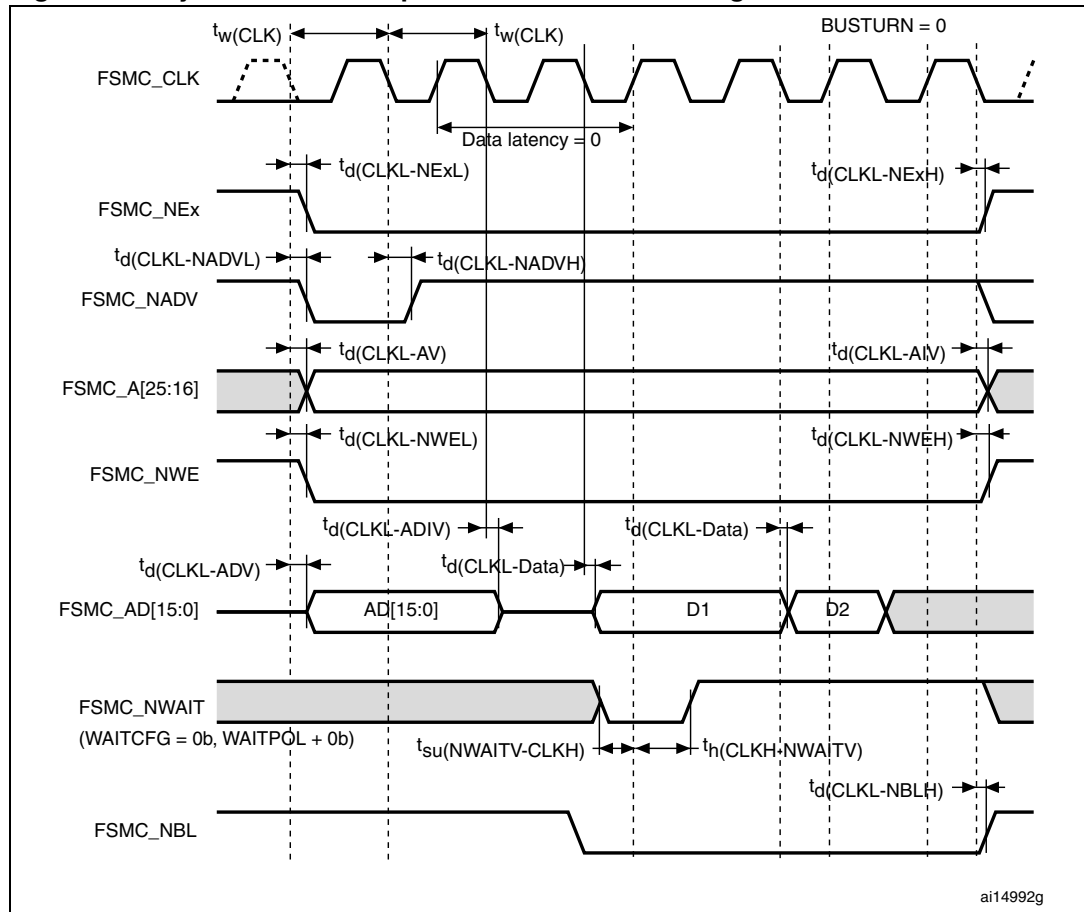 tw(CLK) tw(CLK) BUSTURN = 0
FSMC_CLK
Data latency = 0
td(CLKL-NExL) td(CLKL-NExH)
FSMC_NEx
td(CLKL-NADVL) td(CLKL-NADVH)
FSMC_NADV
td(CLKL-AV) td(CLKL-AIV)
FSMC_A[25:16]
td(CLKL-NWEL) td(CLKL-NWEH)
FSMC_NWE
td(CLKL-ADIV) td(CLKL-Data)
td(CLKL-ADV) td(CLKL-Data)
FSMC_AD[15:0] AD[15:0] D1 D2
FSMC_NWAIT
(WAITCFG = 0b, WAITPOL + 0b)
tsu(NWAITV-CLKH) th(CLKH-NWAITV)
td(CLKL-NBLH)
FSMC_NBL
ai14992g